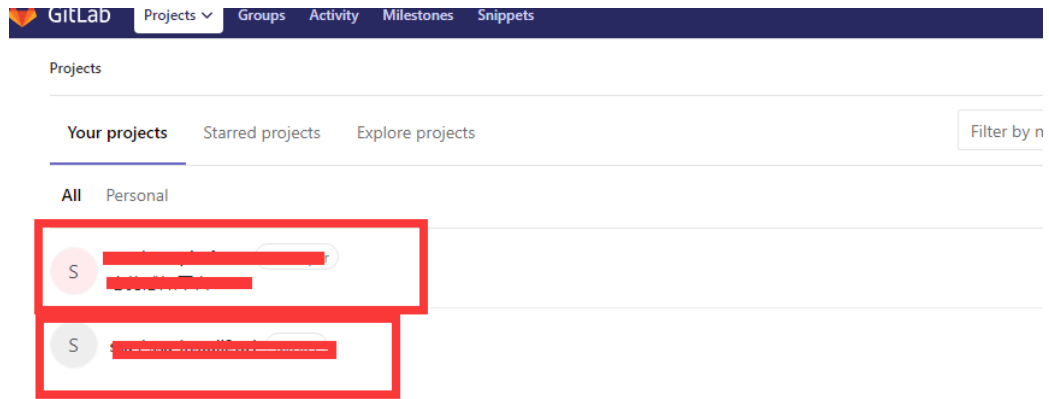 GitLab Projects Groups Activity Milestones Snippets
Projects
Your projects Starred projects Explore projects Filter by n
All Personal
S
S